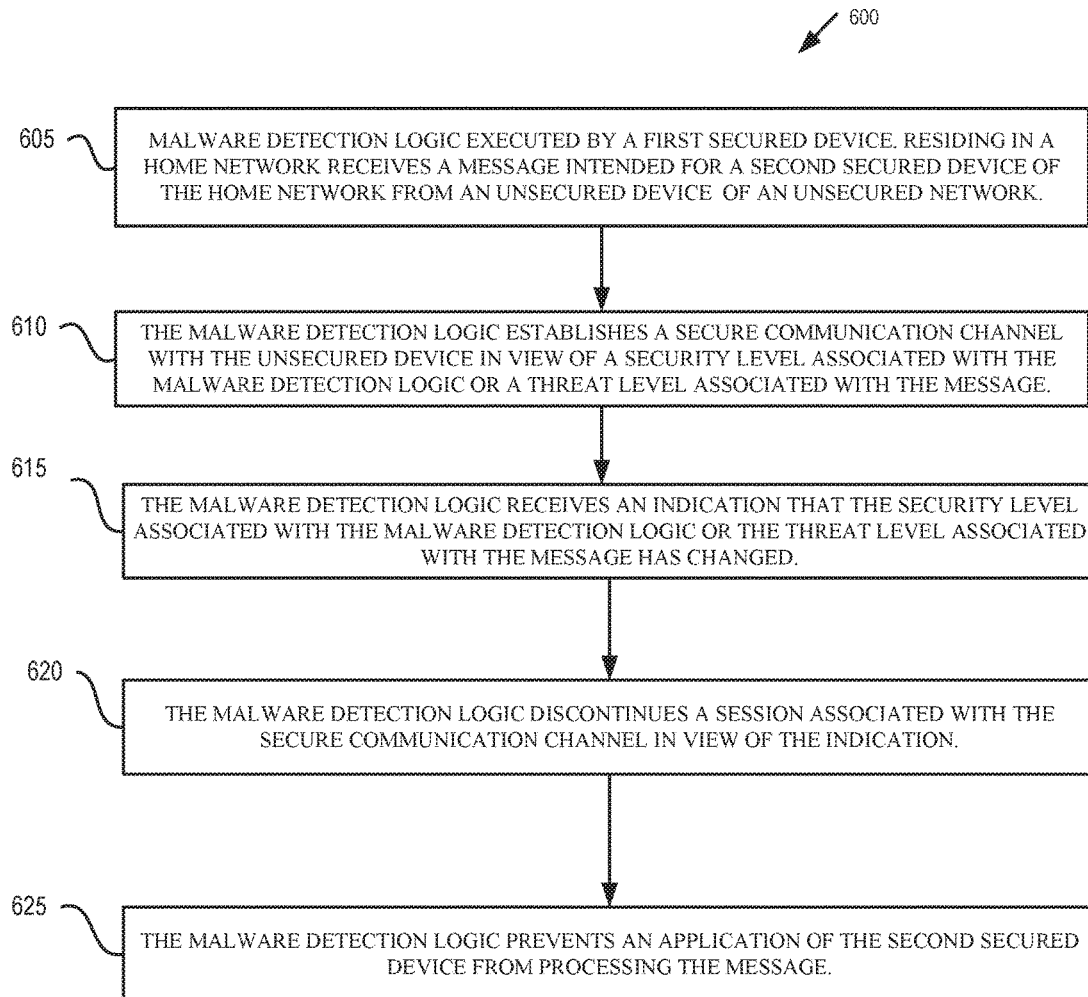 600
605
MALWARE DETECTION LOGIC EXECUTED BY A FIRST SECURED DEVICE. RESIDING IN A
HOME NETWORK RECEIVES A MESSAGE INTENDED FOR A SECOND SECURED DEVICE OF
THE HOME NETWORK FROM AN UNSECURED DEVICE OF AN UNSECURED NETWORK.
610
THE MALWARE DETECTION LOGIC ESTABLISHES A SECURE COMMUNICATION CHANNEL
WITH THE UNSECURED DEVICE IN VIEW OF A SECURITY LEVEL ASSOCIATED WITH THE
MALWARE DETECTION LOGIC OR A THREAT LEVEL ASSOCIATED WITH THE MESSAGE.
615
THE MALWARE DETECTION LOGIC RECEIVES AN INDICATION THAT THE SECURITY LEVEL
ASSOCIATED WITH THE MALWARE DETECTION LOGIC OR THE THREAT LEVEL ASSOCIATED
WITH THE MESSAGE HAS CHANGED.
620
THE MALWARE DETECTION LOGIC DISCONTINUES A SESSION ASSOCIATED WITH THE
SECURE COMMUNICATION CHANNEL IN VIEW OF THE INDICATION.
625
THE MALWARE DETECTION LOGIC PREVENTS AN APPLICATION OF THE SECOND SECURED
DEVICE FROM PROCESSING THE MESSAGE.